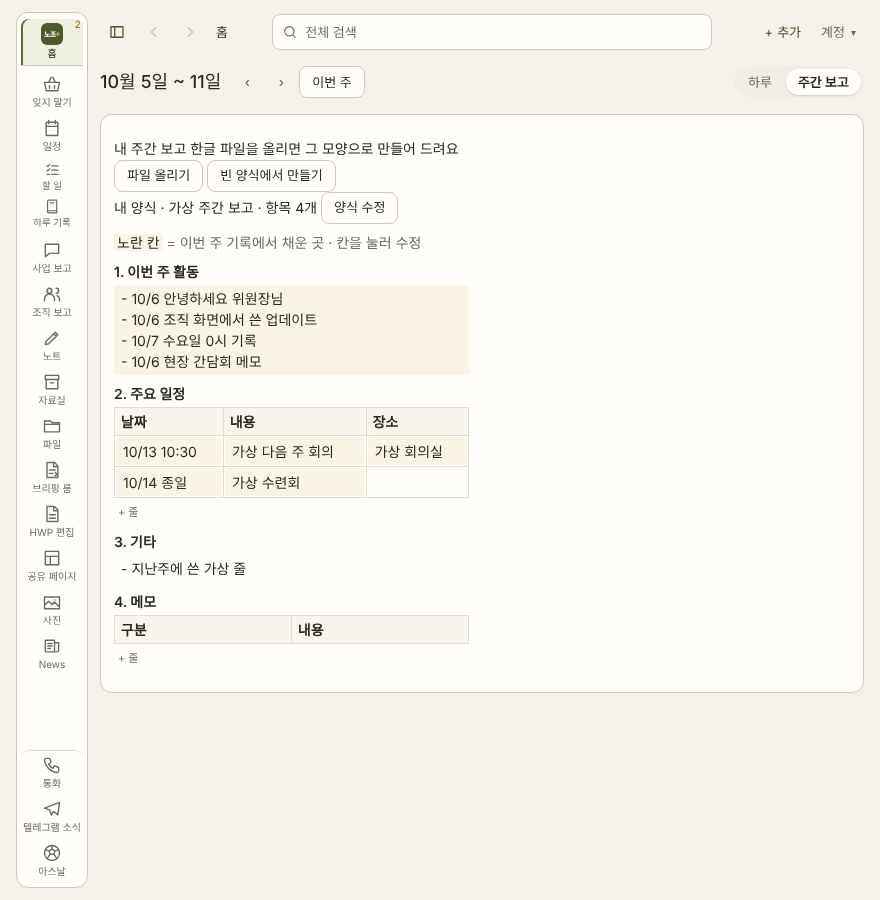 노조+
2
홈
잊지 말기
일정
할 일
하루 기록
사업 보고
조직 보고
노트
자료실
파일
브리핑 룸
HWP 편집
공유 페이지
사진
News
통화
텔레그램 소식
아스날
홈
전체 검색
+ 추가
계정 ▾
10월 5일 ~ 11일
‹ ›
이번 주
하루
주간 보고
내 주간 보고 한글 파일을 올리면 그 모양으로 만들어 드려요
파일 올리기
빈 양식에서 만들기
내 양식 · 가상 주간 보고 · 항목 4개
양식 수정
노란 칸 = 이번 주 기록에서 채운 곳 · 칸을 눌러 수정
1. 이번 주 활동
- 10/6 안녕하세요 위원장님
- 10/6 조직 화면에서 쓴 업데이트
- 10/7 수요일 0시 기록
- 10/6 현장 간담회 메모
2. 주요 일정
날짜 내용 장소
10/13 10:30 가상 다음 주 회의 가상 회의실
10/14 종일 가상 수련회
+ 줄
3. 기타
- 지난주에 쓴 가상 줄
4. 메모
구분 내용
+ 줄